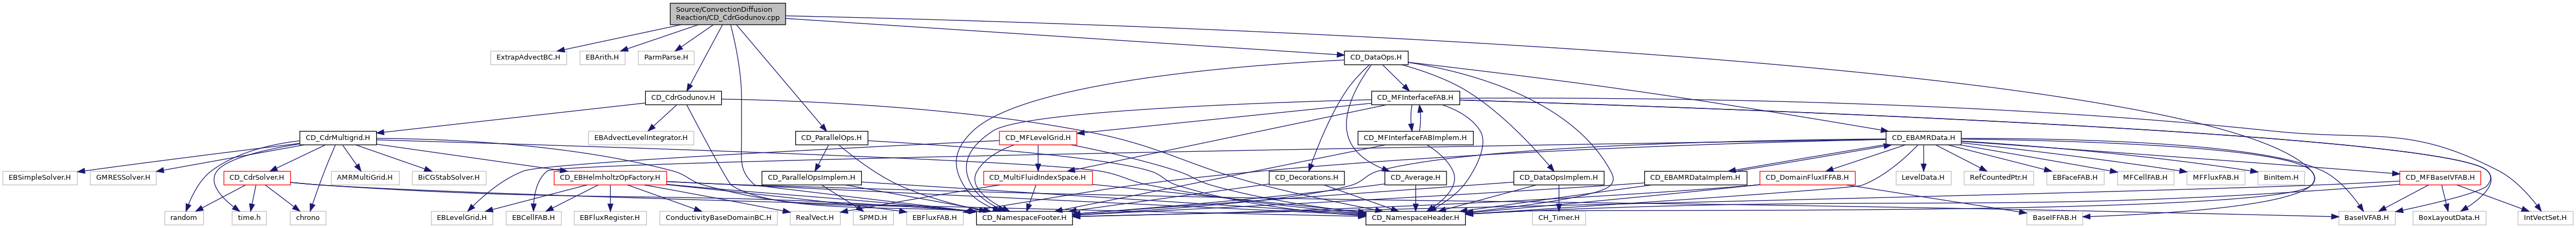 Source/ConvectionDiffusion
Reaction/CD_CdrGodunov.cpp
ExtrapAdvectBC.H
EBArith.H
ParmParse.H
CD_DataOps.H
CD_CdrGodunov.H
CD_MFInterfaceFAB.H
CD_CdrMultigrid.H
EBAdvectLevelIntegrator.H
CD_ParallelOps.H
CD_MFLevelGrid.H
CD_MFInterfaceFABImplem.H
CD_EBAMRData.H
EBSimpleSolver.H
GMRESSolver.H
CD_CdrSolver.H
AMRMultiGrid.H
BiCGStabSolver.H
CD_EBHelmholtzOpFactory.H
CD_ParallelOpsImplem.H
CD_MultiFluidIndexSpace.H
CD_Decorations.H
CD_Average.H
CD_DataOpsImplem.H
CD_EBAMRDataImplem.H
CD_DomainFluxIFFAB.H
LevelData.H
RefCountedPtr.H
EBFaceFAB.H
MFCellFAB.H
MFFluxFAB.H
BinItem.H
CD_MFBaseIVFAB.H
random
time.h
chrono
EBLevelGrid.H
EBCellFAB.H
EBFluxRegister.H
ConductivityBaseDomainBC.H
RealVect.H
SPMD.H
EBFluxFAB.H
CD_NamespaceFooter.H
CD_NamespaceHeader.H
CH_Timer.H
BaseIFFAB.H
BaseIVFAB.H
BoxLayoutData.H
IntVectSet.H